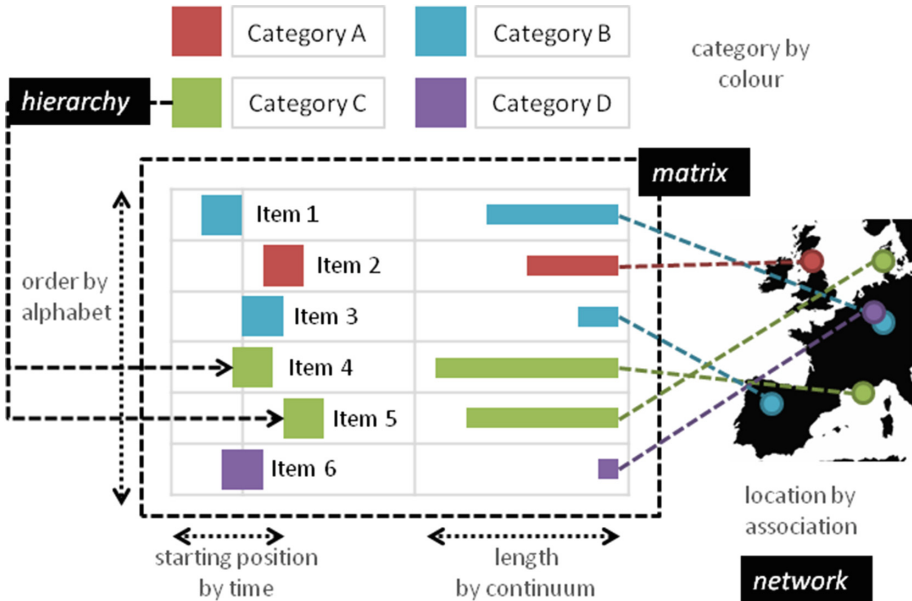 Category A
Category B
category by
colour
hierarchy
Category C
Category D
matrix
Item 1
Item 2
order by
alphabet
Item 3
Item 4
Item 5
Item 6
location by
association
starting position
by time
length
by continuum
network